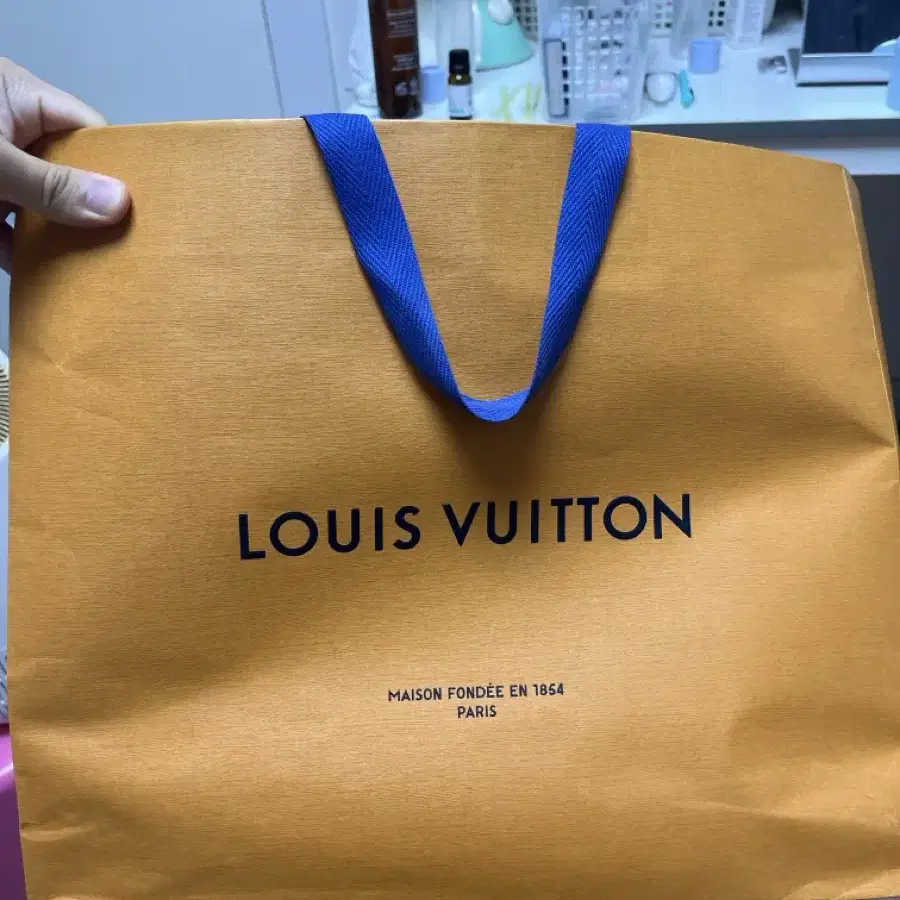 LOUIS VUITTON
MAISON FONDÉE EN 1854
PARIS